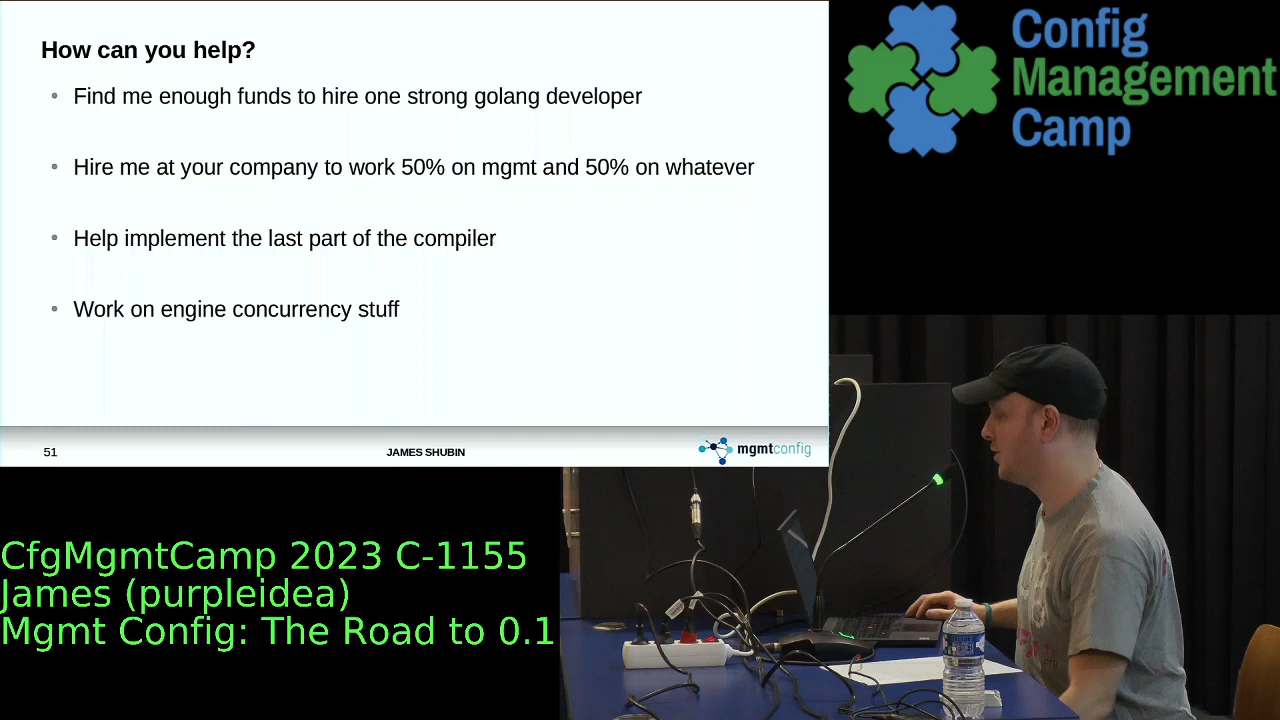 How can you help?
Find me enough funds to hire one strong golang developer
Hire me at your company to work 50% on mgmt and 50% on whatever
Help implement the last part of the compiler
Work on engine concurrency stuff
51
JAMES SHUBIN
mgmtconfig
Config
Management
Camp
CfgMgmtCamp 2023 C-1155
James (purpleidea)
Mgmt Config: The Road to 0.1